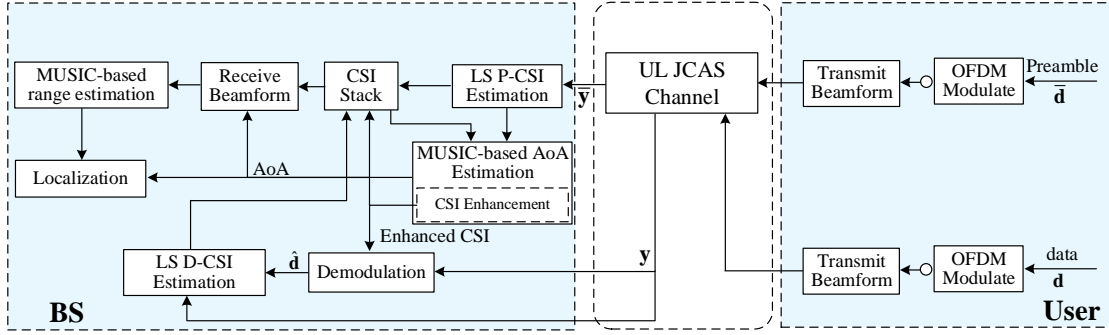 MUSIC-based
range estimation
Receive
Beamform
CSI
Stack
LS P-CSI
Estimation
y̅
UL JCAS
Channel
Transmit
Beamform
OFDM
Modulate
Preamble
d̅
Localization
AoA
MUSIC-based AoA
Estimation
CSI Enhancement
Enhanced CSI
LS D-CSI
Estimation
d̂
Demodulation
y
Transmit
Beamform
OFDM
Modulate
data
d
BS
User